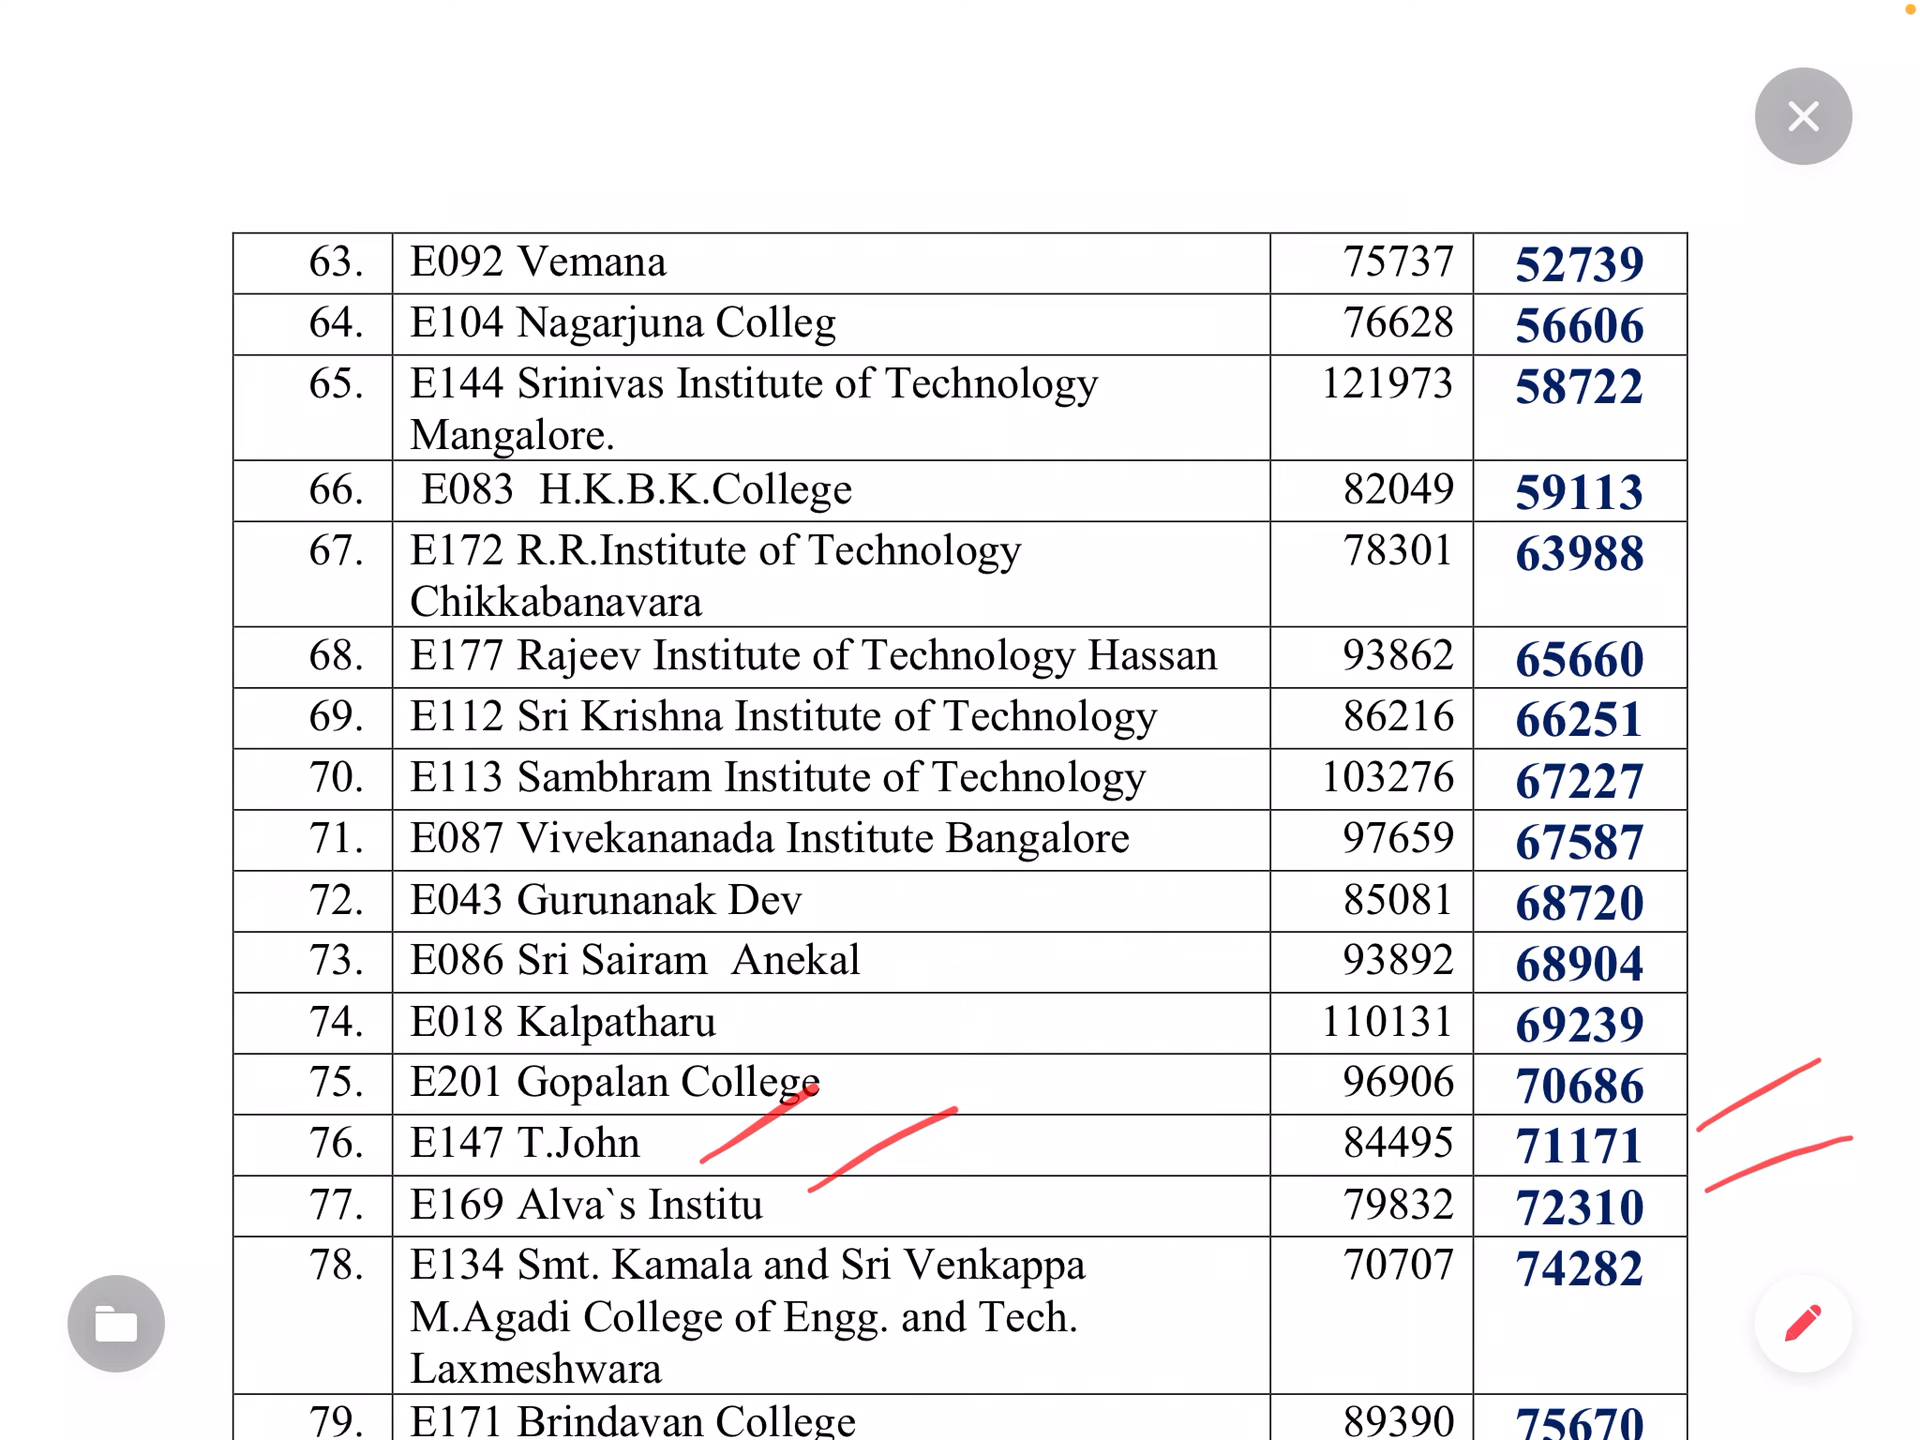 63. E092 Vemana 75737 52739
64. E104 Nagarjuna Colleg 76628 56606
65. E144 Srinivas Institute of Technology 121973 58722
Mangalore.
66. E083 H.K.B.K.College 82049 59113
67. E172 R.R.Institute of Technology 78301 63988
Chikkabanavara
68. E177 Rajeev Institute of Technology Hassan 93862 65660
69. E112 Sri Krishna Institute of Technology 86216 66251
70. E113 Sambhram Institute of Technology 103276 67227
71. E087 Vivekananada Institute Bangalore 97659 67587
72. E043 Gurunanak Dev 85081 68720
73. E086 Sri Sairam Anekal 93892 68904
74. E018 Kalpatharu 110131 69239
75. E201 Gopalan College 96906 70686
76. E147 T.John 84495 71171
77. E169 Alva`s Institu 79832 72310
78. E134 Smt. Kamala and Sri Venkappa 70707 74282
M.Agadi College of Engg. and Tech.
Laxmeshwara
79. E171 Brindavan College 89390 75670